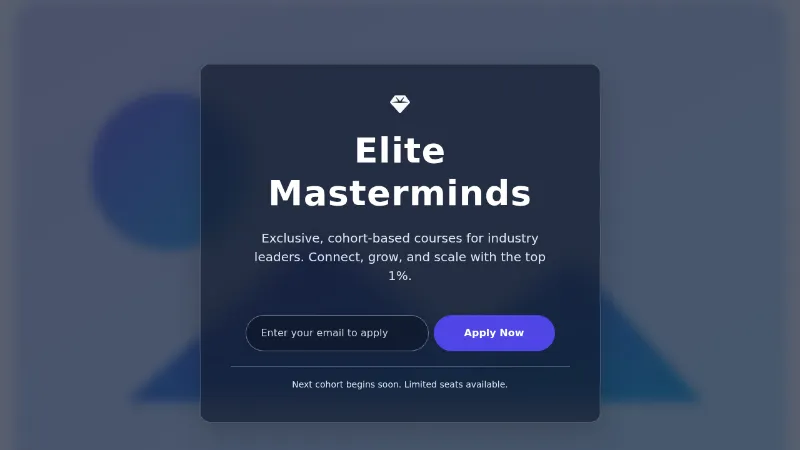 Elite
Masterminds
Exclusive, cohort-based courses for industry
leaders. Connect, grow, and scale with the top
1%.
Enter your email to apply
Apply Now
Next cohort begins soon. Limited seats available.